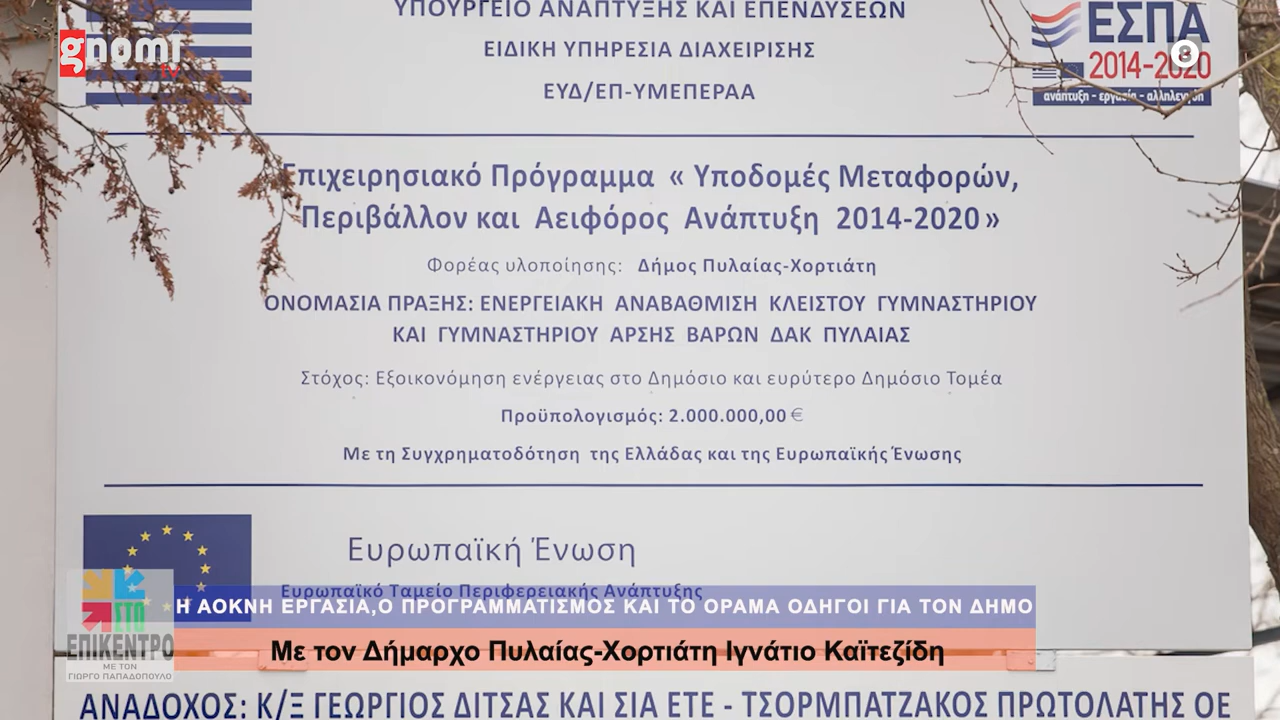 ΥΠΟΥΡΓΕΙΟ ΑΝΑΠΤΥΞΗΣ ΚΑΙ ΕΠΕΝΔΥΣΕΩΝ
ΕΙΔΙΚΗ ΥΠΗΡΕΣΙΑ ΔΙΑΧΕΙΡΙΣΗΣ
ΕΥΔ/ΕΠ-ΥΜΕΠΕΡΑΑ
gnomi
tv
ΕΣΠΑ
2014-2020
8
ανάπτυξη - εργασία - αλληλεγγύη
Επιχειρησιακό Πρόγραμμα « Υποδομές Μεταφορών,
Περιβάλλον και Αειφόρος Ανάπτυξη 2014-2020 »
Φορέας υλοποίησης: Δήμος Πυλαίας-Χορτιάτη
ΟΝΟΜΑΣΙΑ ΠΡΑΞΗΣ: ΕΝΕΡΓΕΙΑΚΗ ΑΝΑΒΑΘΜΙΣΗ ΚΛΕΙΣΤΟΥ ΓΥΜΝΑΣΤΗΡΙΟΥ
ΚΑΙ ΓΥΜΝΑΣΤΗΡΙΟΥ ΑΡΣΗΣ ΒΑΡΩΝ ΔΑΚ ΠΥΛΑΙΑΣ
Στόχος: Εξοικονόμηση ενέργειας στο Δημόσιο και ευρύτερο Δημόσιο Τομέα
Προϋπολογισμός: 2.000.000,00 €
Με τη Συγχρηματοδότηση της Ελλάδας και της Ευρωπαϊκής Ένωσης
Ευρωπαϊκή Ένωση
Ευρωπαϊκό Ταμείο Περιφερειακής Ανάπτυξης
Η ΑΟΚΝΗ ΕΡΓΑΣΙΑ,Ο ΠΡΟΓΡΑΜΜΑΤΙΣΜΟΣ ΚΑΙ ΤΟ ΟΡΑΜΑ ΟΔΗΓΟΙ ΓΙΑ ΤΟΝ ΔΗΜΟ
Με τον Δήμαρχο Πυλαίας-Χορτιάτη Ιγνάτιο Καϊτεζίδη
ΣΤΟ
ΕΠΙΚΕΝΤΡΟ
ΜΕ ΤΟΝ
ΓΙΩΡΓΟ ΠΑΠΑΔΟΠΟΥΛΟ
ΑΝΑΔΟΧΟΣ: Κ/Ξ ΓΕΩΡΓΙΟΣ ΔΙΤΣΑΣ ΚΑΙ ΣΙΑ ΕΤΕ - ΤΣΟΡΜΠΑΤΖΑΚΟΣ ΠΡΩΤΟΛΑΤΗΣ ΟΕ